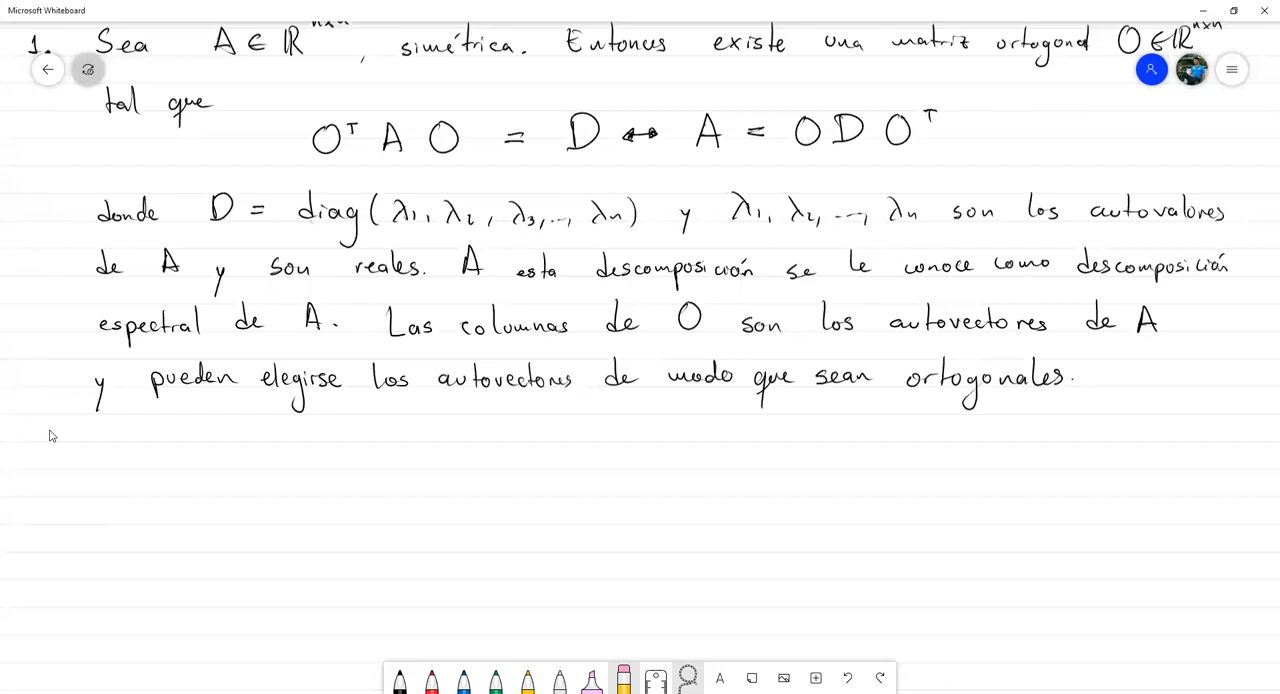 Microsoft Whiteboard
1. Sea A ∈ ℝⁿˣⁿ, simétrica. Entonces existe una matriz ortogonal O ∈ ℝⁿˣⁿ
tal que
Oᵀ A O = D ↔ A = O D Oᵀ
donde D = diag(λ₁, λ₂, λ₃, ..., λn) y λ₁, λ₂, ..., λn son los autovalores
de A y son reales. A esta descomposición se le conoce como descomposición
espectral de A. Las columnas de O son los autovectores de A
y pueden elegirse los autovectores de modo que sean ortogonales.
A